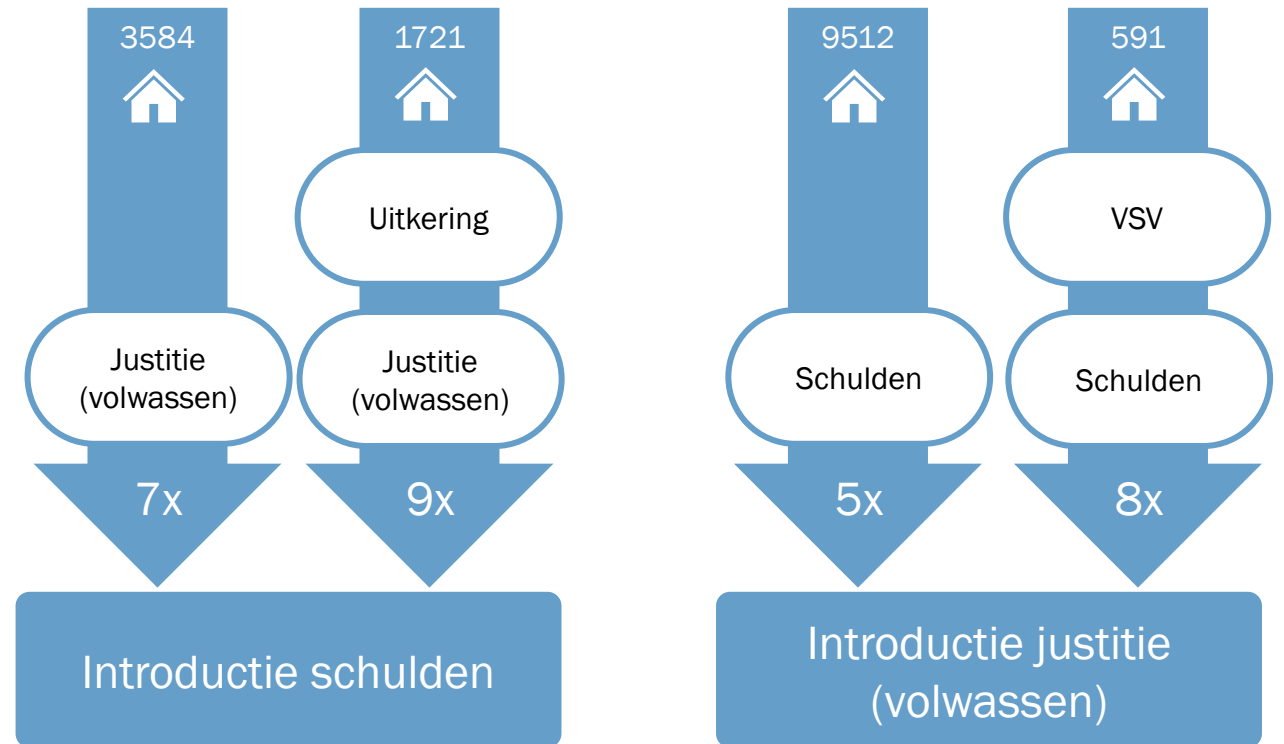 3584
Justitie
(volwassen)
7x
1721
Uitkering
Justitie
(volwassen)
9x
Introductie schulden
9512
Schulden
5x
591
VSV
Schulden
8x
Introductie justitie
(volwassen)